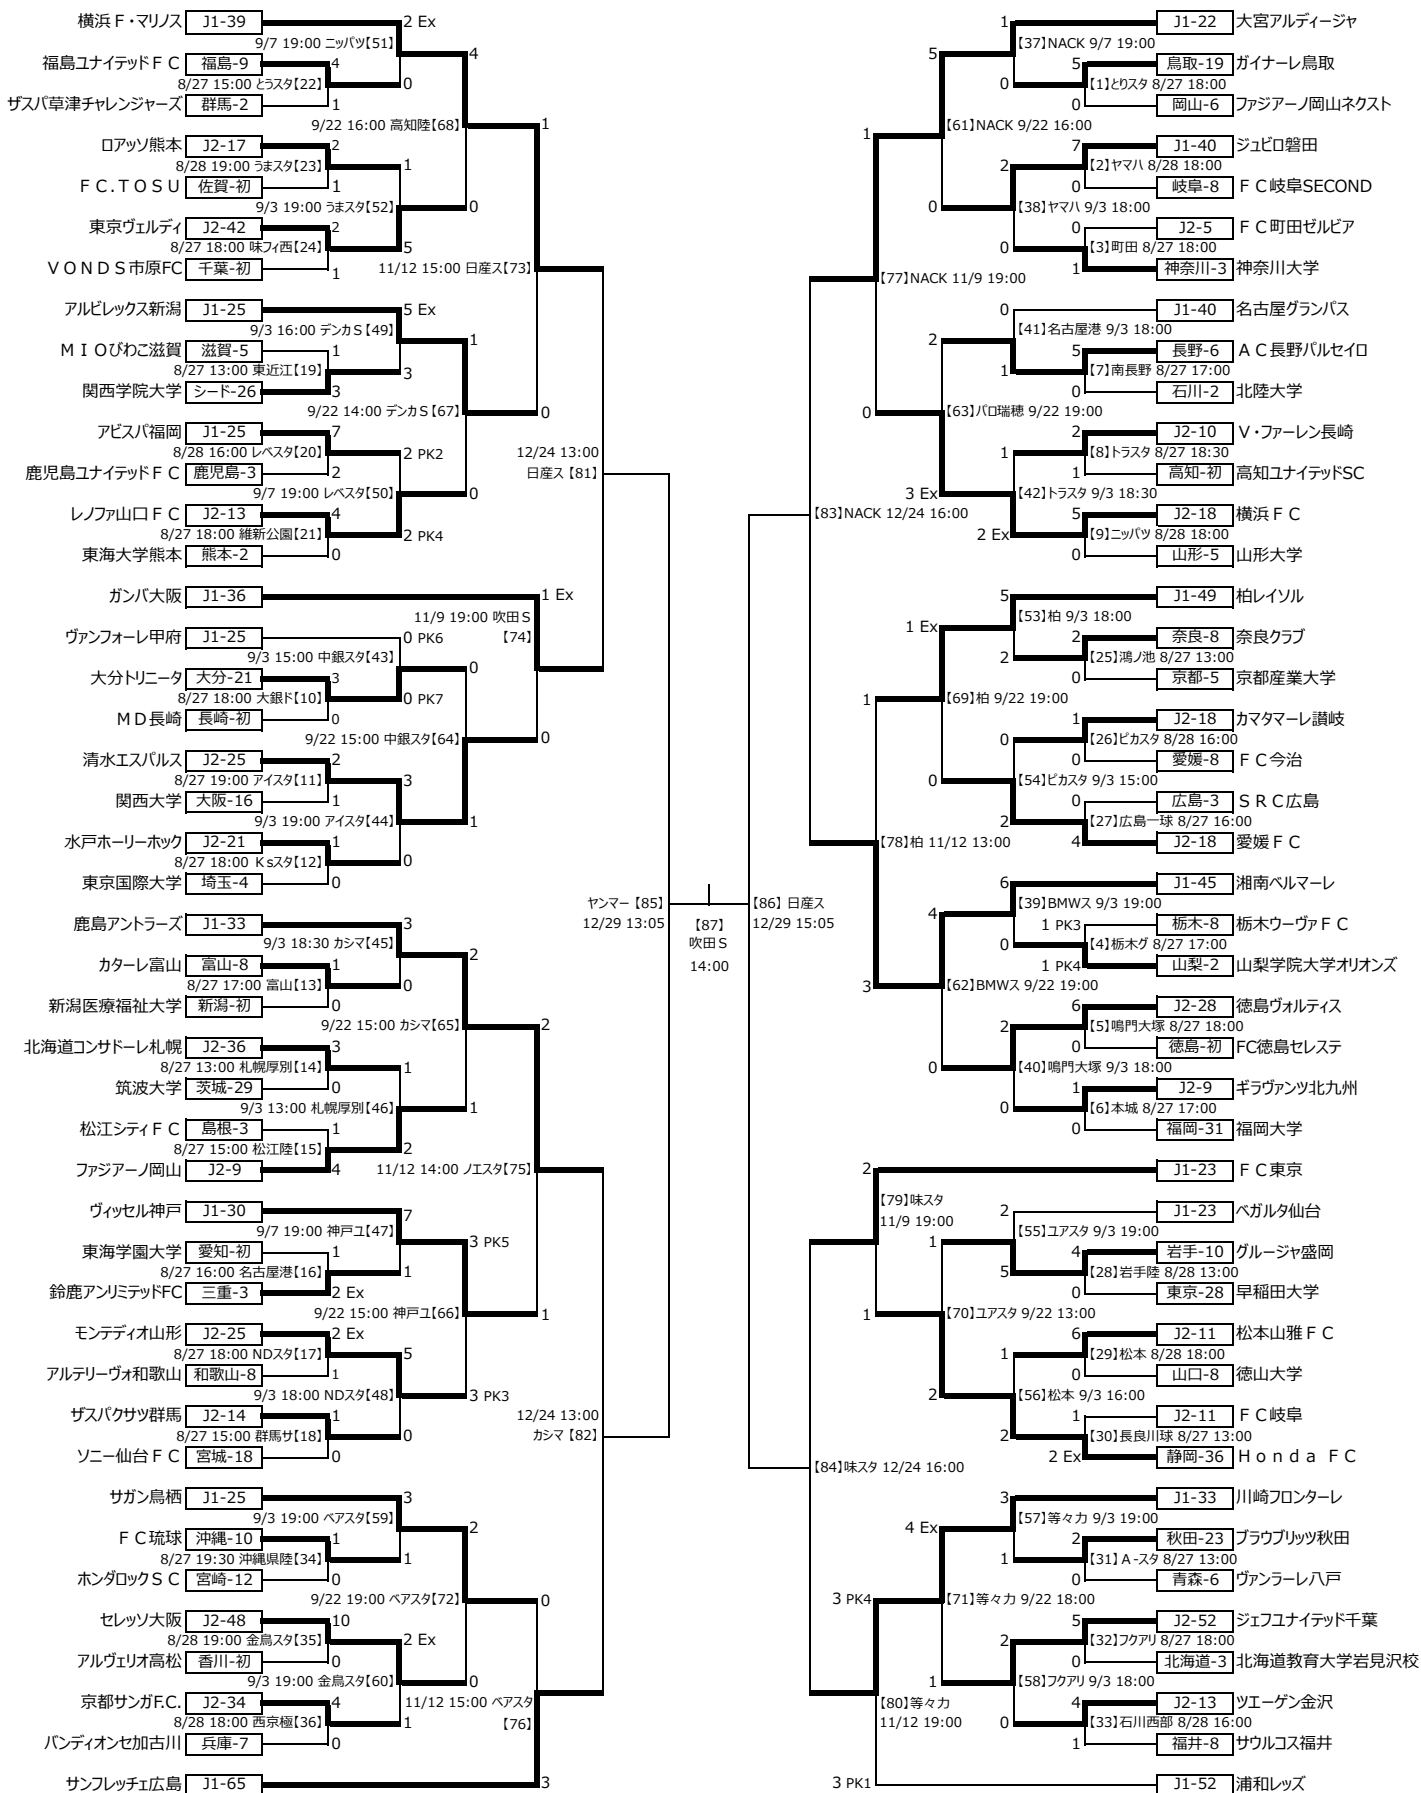 横浜Ｆ・マリノス J1-39 2 Ex
9/7 19:00 ニッパツ【51】 4
福島ユナイテッドＦＣ 福島-9 4
8/27 15:00 とうスタ【22】 0
ザスパ草津チャレンジャーズ 群馬-2 1
9/22 16:00 高知陸【68】 1
ロアッソ熊本 J2-17 2
8/28 19:00 うまスタ【23】 1
ＦＣ.ＴＯＳＵ 佐賀-初 1
9/3 19:00 うまスタ【52】 0
東京ヴェルディ J2-42 2
8/27 18:00 味フィ西【24】 5
ＶＯＮＤＳ市原FC 千葉-初 1
11/12 15:00 日産ス【73】
アルビレックス新潟 J1-25 5 Ex
9/3 16:00 デンカＳ【49】 1
ＭＩＯびわこ滋賀 滋賀-5 1
8/27 13:00 東近江【19】 3
関西学院大学 シード-26 3
9/22 14:00 デンカＳ【67】 0
アビスパ福岡 J1-25 7
8/28 16:00 レベスタ【20】 2 PK2
鹿児島ユナイテッドＦＣ 鹿児島-3 2
9/7 19:00 レベスタ【50】 0
レノファ山口ＦＣ J2-13 4
8/27 18:00 維新公園【21】 2 PK4
東海大学熊本 熊本-2 0
12/24 13:00
日産ス【81】
ガンバ大阪 J1-36 1 Ex
11/9 19:00 吹田Ｓ
【74】
ヴァンフォーレ甲府 J1-25 0 PK6
9/3 15:00 中銀スタ【43】 0
大分トリニータ 大分-21 3
8/27 18:00 大銀ド【10】 0 PK7
ＭＤ長崎 長崎-初 0
9/22 15:00 中銀スタ【64】 0
清水エスパルス J2-25 2
8/27 19:00 アイスタ【11】 3
関西大学 大阪-16 1
9/3 19:00 アイスタ【44】 1
水戸ホーリーホック J2-21 1
8/27 18:00 Ｋsスタ【12】 0
東京国際大学 埼玉-4 0
ヤンマー【85】
12/29 13:05
鹿島アントラーズ J1-33 3
9/3 18:30 カシマ【45】 2
カターレ富山 富山-8 1
8/27 17:00 富山【13】 0
新潟医療福祉大学 新潟-初 0
9/22 15:00 カシマ【65】 2
北海道コンサドーレ札幌 J2-36 3
8/27 13:00 札幌厚別【14】 1
筑波大学 茨城-29 0
9/3 13:00 札幌厚別【46】 1
松江シティＦＣ 島根-3 1
8/27 15:00 松江陸【15】 2
ファジアーノ岡山 J2-9 4
11/12 14:00 ノエスタ【75】
ヴィッセル神戸 J1-30 7
9/7 19:00 神戸ユ【47】 3 PK5
東海学園大学 愛知-初 1
8/27 16:00 名古屋港【16】 1
鈴鹿アンリミテッドFC 三重-3 2 Ex
9/22 15:00 神戸ユ【66】 1
モンテディオ山形 J2-25 2 Ex
8/27 18:00 NDスタ【17】 5
アルテリーヴォ和歌山 和歌山-8 1
9/3 18:00 NDスタ【48】 3 PK3
ザスパクサツ群馬 J2-14 1
8/27 15:00 群馬サ【18】 0
ソニー仙台ＦＣ 宮城-18 0
12/24 13:00
カシマ【82】
サガン鳥栖 J1-25 3
9/3 19:00 ベアスタ【59】 2
ＦＣ琉球 沖縄-10 1
8/27 19:30 沖縄県陸【34】 1
ホンダロックＳＣ 宮崎-12 0
9/22 19:00 ベアスタ【72】 0
セレッソ大阪 J2-48 10
8/28 19:00 金鳥スタ【35】 2 Ex
アルヴェリオ高松 香川-初 0
9/3 19:00 金鳥スタ【60】 0
京都サンガF.C. J2-34 4
8/28 18:00 西京極【36】 1
バンディオンセ加古川 兵庫-7 0
11/12 15:00 ベアスタ
【76】
サンフレッチェ広島 J1-65 3
【87】
吹田Ｓ
14:00
1 J1-22 大宮アルディージャ
5 【37】NACK 9/7 19:00
5 鳥取-19 ガイナーレ鳥取
0 【1】とりスタ 8/27 18:00
0 岡山-6 ファジアーノ岡山ネクスト
1 【61】NACK 9/22 16:00
7 J1-40 ジュビロ磐田
2 【2】ヤマハ 8/28 18:00
0 岐阜-8 ＦＣ岐阜SECOND
0 【38】ヤマハ 9/3 18:00
0 J2-5 ＦＣ町田ゼルビア
0 【3】町田 8/27 18:00
1 神奈川-3 神奈川大学
【77】NACK 11/9 19:00
0 J1-40 名古屋グランパス
2 【41】名古屋港 9/3 18:00
5 長野-6 ＡＣ長野パルセイロ
1 【7】南長野 8/27 17:00
0 石川-2 北陸大学
0 【63】パロ瑞穂 9/22 19:00
2 J2-10 Ｖ・ファーレン長崎
1 【8】トラスタ 8/27 18:30
1 高知-初 高知ユナイテッドSC
3 Ex 【42】トラスタ 9/3 18:30
5 J2-18 横浜ＦＣ
2 Ex 【9】ニッパツ 8/28 18:00
0 山形-5 山形大学
【83】NACK 12/24 16:00
5 J1-49 柏レイソル
1 Ex 【53】柏 9/3 18:00
2 奈良-8 奈良クラブ
2 【25】鴻ノ池 8/27 13:00
0 京都-5 京都産業大学
1 【69】柏 9/22 19:00
1 J2-18 カマタマーレ讃岐
0 【26】ピカスタ 8/28 16:00
0 愛媛-8 ＦＣ今治
0 【54】ピカスタ 9/3 15:00
0 広島-3 ＳＲＣ広島
2 【27】広島一球 8/27 16:00
4 J2-18 愛媛ＦＣ
【78】柏 11/12 13:00
6 J1-45 湘南ベルマーレ
4 【39】BMWス 9/3 19:00
1 PK3 栃木-8 栃木ウーヴァＦＣ
0 【4】栃木グ 8/27 17:00
1 PK4 山梨-2 山梨学院大学オリオンズ
3 【62】BMWス 9/22 19:00
6 J2-28 徳島ヴォルティス
2 【5】鳴門大塚 8/27 18:00
0 徳島-初 FC徳島セレステ
0 【40】鳴門大塚 9/3 18:00
1 J2-9 ギラヴァンツ北九州
0 【6】本城 8/27 17:00
0 福岡-31 福岡大学
【86】日産ス
12/29 15:05
2 J1-23 ＦＣ東京
【79】味スタ
11/9 19:00
2 J1-23 ベガルタ仙台
1 【55】ユアスタ 9/3 19:00
4 岩手-10 グルージャ盛岡
5 【28】岩手陸 8/28 13:00
0 東京-28 早稲田大学
1 【70】ユアスタ 9/22 13:00
6 J2-11 松本山雅ＦＣ
1 【29】松本 8/28 18:00
0 山口-8 徳山大学
2 【56】松本 9/3 16:00
1 J2-11 ＦＣ岐阜
2 【30】長良川球 8/27 13:00
2 Ex 静岡-36 Ｈｏｎｄａ ＦＣ
【84】味スタ 12/24 16:00
3 J1-33 川崎フロンターレ
4 Ex 【57】等々力 9/3 19:00
2 秋田-23 ブラウブリッツ秋田
1 【31】Ａ-スタ 8/27 13:00
0 青森-6 ヴァンラーレ八戸
3 PK4 【71】等々力 9/22 18:00
5 J2-52 ジェフユナイテッド千葉
2 【32】フクアリ 8/27 18:00
0 北海道-3 北海道教育大学岩見沢校
1 【58】フクアリ 9/3 18:00
4 J2-13 ツエーゲン金沢
0 【33】石川西部 8/28 16:00
1 福井-8 サウルコス福井
【80】等々力
11/12 19:00
3 PK1 J1-52 浦和レッズ